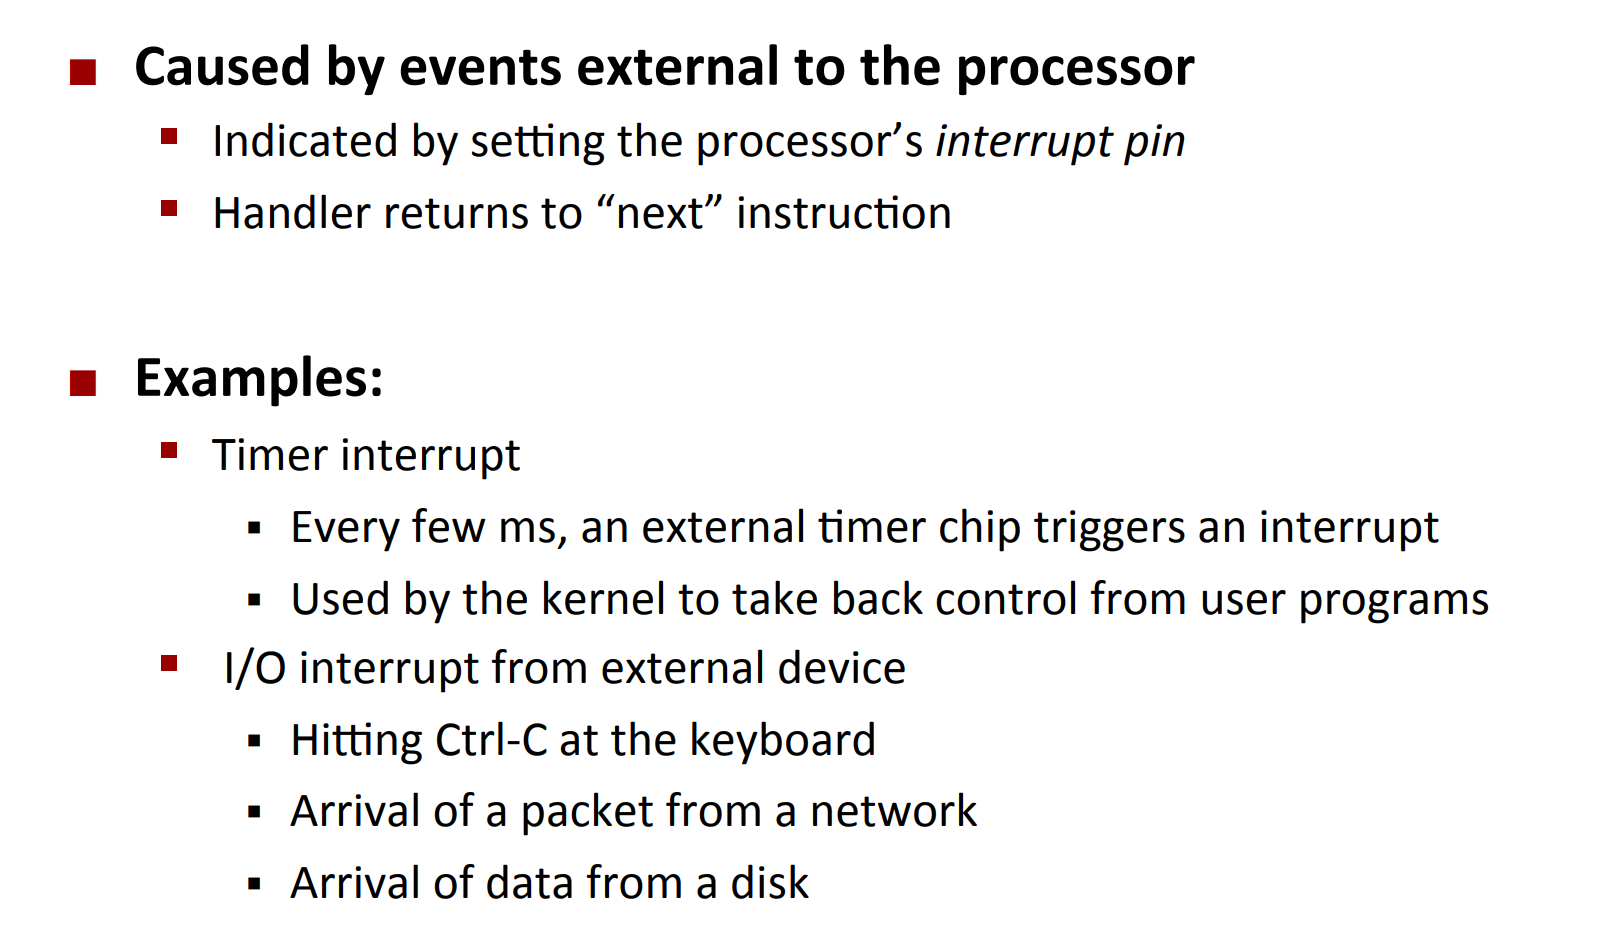 Caused by events external to the processor
Indicated by setting the processor’s interrupt pin
Handler returns to “next” instruction
Examples:
Timer interrupt
Every few ms, an external timer chip triggers an interrupt
Used by the kernel to take back control from user programs
I/O interrupt from external device
Hitting Ctrl-C at the keyboard
Arrival of a packet from a network
Arrival of data from a disk